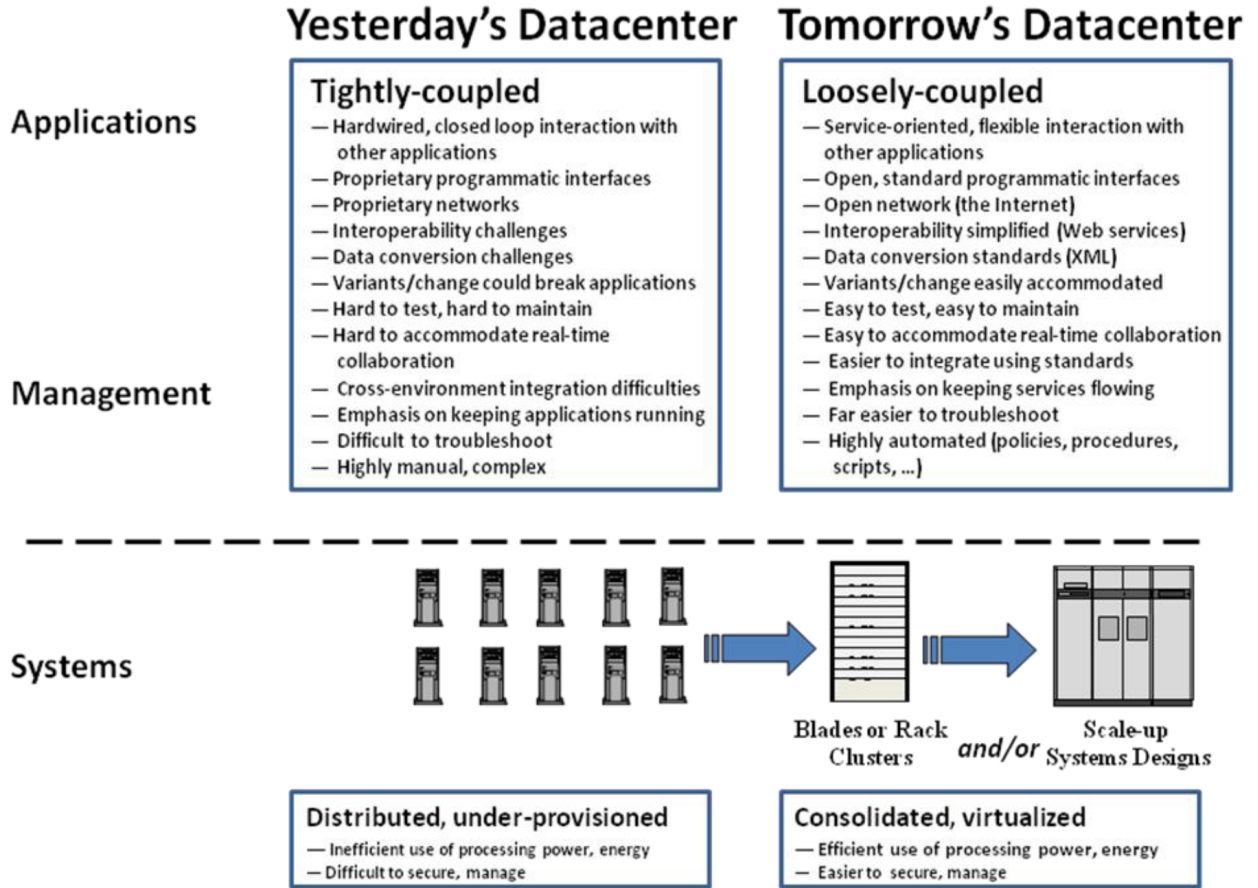 Yesterday's Datacenter
Tomorrow's Datacenter
Applications
Tightly-coupled
— Hardwired, closed loop interaction with
other applications
— Proprietary programmatic interfaces
— Proprietary networks
— Interoperability challenges
— Data conversion challenges
— Variants/change could break applications
— Hard to test, hard to maintain
— Hard to accommodate real-time
collaboration
— Cross-environment integration difficulties
— Emphasis on keeping applications running
— Difficult to troubleshoot
— Highly manual, complex
Loosely-coupled
— Service-oriented, flexible interaction with
other applications
— Open, standard programmatic interfaces
— Open network (the Internet)
— Interoperability simplified (Web services)
— Data conversion standards (XML)
— Variants/change easily accommodated
— Easy to test, easy to maintain
— Easy to accommodate real-time collaboration
— Easier to integrate using standards
— Emphasis on keeping services flowing
— Far easier to troubleshoot
— Highly automated (policies, procedures,
scripts, ...)
Management
Systems
Blades or Rack
Clusters
and/or
Scale-up
Systems Designs
Distributed, under-provisioned
— Inefficient use of processing power, energy
— Difficult to secure, manage
Consolidated, virtualized
— Efficient use of processing power, energy
— Easier to secure, manage